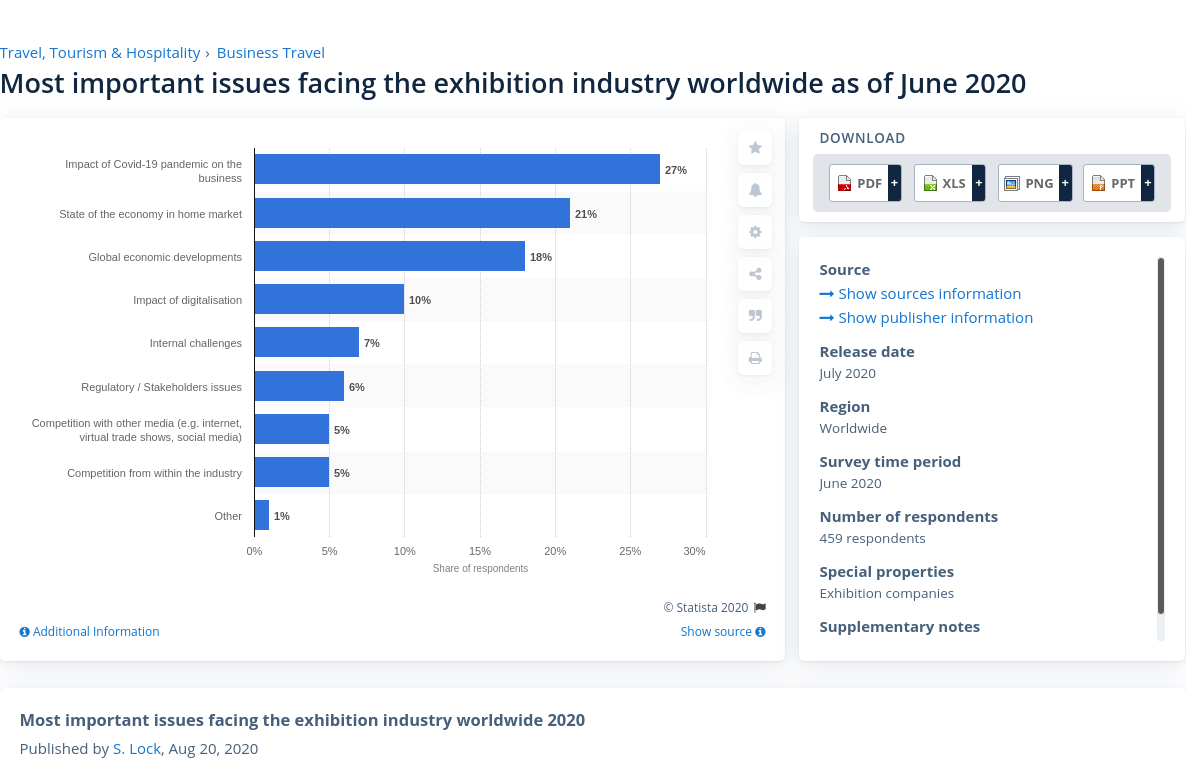 Travel, Tourism & Hospitality › Business Travel
Most important issues facing the exhibition industry worldwide as of June 2020
Impact of Covid-19 pandemic on the
business
27%
State of the economy in home market
21%
Global economic developments
18%
Impact of digitalisation
10%
Internal challenges
7%
Regulatory / Stakeholders issues
6%
Competition with other media (e.g. internet,
virtual trade shows, social media)
5%
Competition from within the industry
5%
Other
1%
0% 5% 10% 15% 20% 25% 30%
Share of respondents
© Statista 2020
Additional Information
Show source
DOWNLOAD
PDF + XLS + PNG + PPT +
Source
Show sources information
Show publisher information
Release date
July 2020
Region
Worldwide
Survey time period
June 2020
Number of respondents
459 respondents
Special properties
Exhibition companies
Supplementary notes
Most important issues facing the exhibition industry worldwide 2020
Published by S. Lock, Aug 20, 2020